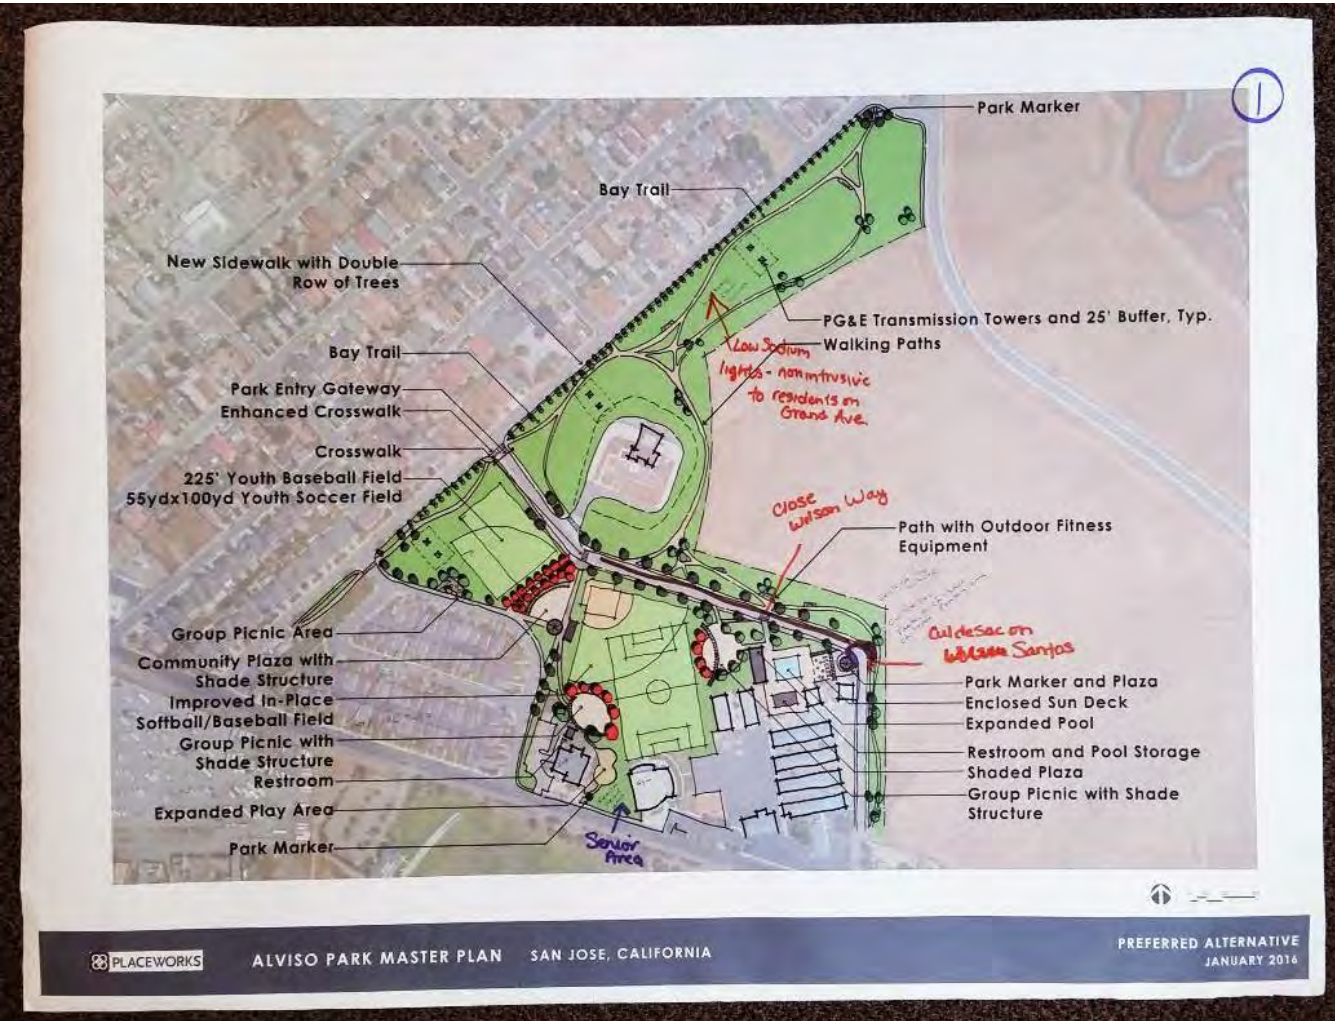 1
Park Marker
Bay Trail
New Sidewalk with Double
Row of Trees
PG&E Transmission Towers and 25' Buffer, Typ.
Walking Paths
Low Sodium
lights - non intrusive
to residents on
Grand Ave.
Bay Trail
Park Entry Gateway
Enhanced Crosswalk
Crosswalk
225' Youth Baseball Field
55ydx100yd Youth Soccer Field
Close
Wilson Way
Path with Outdoor Fitness
Equipment
Group Picnic Area
Community Plaza with
Shade Structure
Improved In-Place
Softball/Baseball Field
Group Picnic with
Shade Structure
Restroom
Expanded Play Area
Park Marker
Cul de sac on
Santos
Park Marker and Plaza
Enclosed Sun Deck
Expanded Pool
Restroom and Pool Storage
Shaded Plaza
Group Picnic with Shade
Structure
Senior
Area
PLACEWORKS
ALVISO PARK MASTER PLAN SAN JOSE, CALIFORNIA
PREFERRED ALTERNATIVE
JANUARY 2016